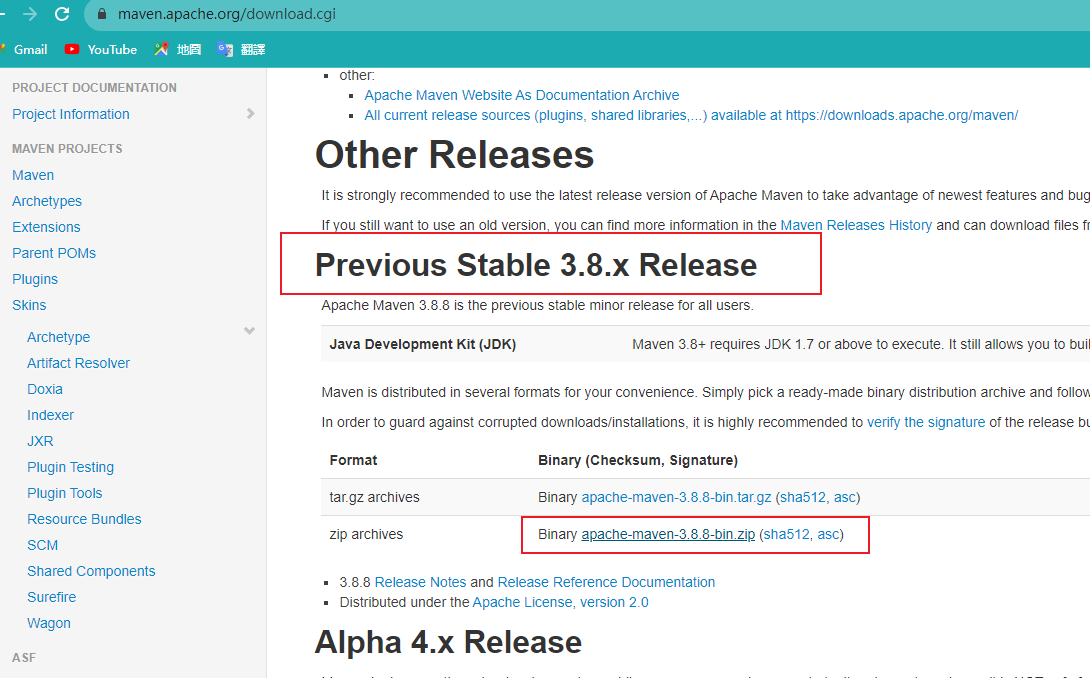 maven.apache.org/download.cgi
Gmail YouTube 地圖 翻譯
PROJECT DOCUMENTATION
Project Information
MAVEN PROJECTS
Maven
Archetypes
Extensions
Parent POMs
Plugins
Skins
Archetype
Artifact Resolver
Doxia
Indexer
JXR
Plugin Testing
Plugin Tools
Resource Bundles
SCM
Shared Components
Surefire
Wagon
ASF
other:
Apache Maven Website As Documentation Archive
All current release sources (plugins, shared libraries,...) available at https://downloads.apache.org/maven/
Other Releases
It is strongly recommended to use the latest release version of Apache Maven to take advantage of newest features and bug
If you still want to use an old version, you can find more information in the Maven Releases History and can download files
Previous Stable 3.8.x Release
Apache Maven 3.8.8 is the previous stable minor release for all users.
Java Development Kit (JDK) Maven 3.8+ requires JDK 1.7 or above to execute. It still allows you to
Maven is distributed in several formats for your convenience. Simply pick a ready-made binary distribution archive and follow
In order to guard against corrupted downloads/installations, it is highly recommended to verify the signature of the release
Format Binary (Checksum, Signature)
tar.gz archives Binary apache-maven-3.8.8-bin.tar.gz (sha512, asc)
zip archives Binary apache-maven-3.8.8-bin.zip (sha512, asc)
3.8.8 Release Notes and Release Reference Documentation
Distributed under the Apache License, version 2.0
Alpha 4.x Release